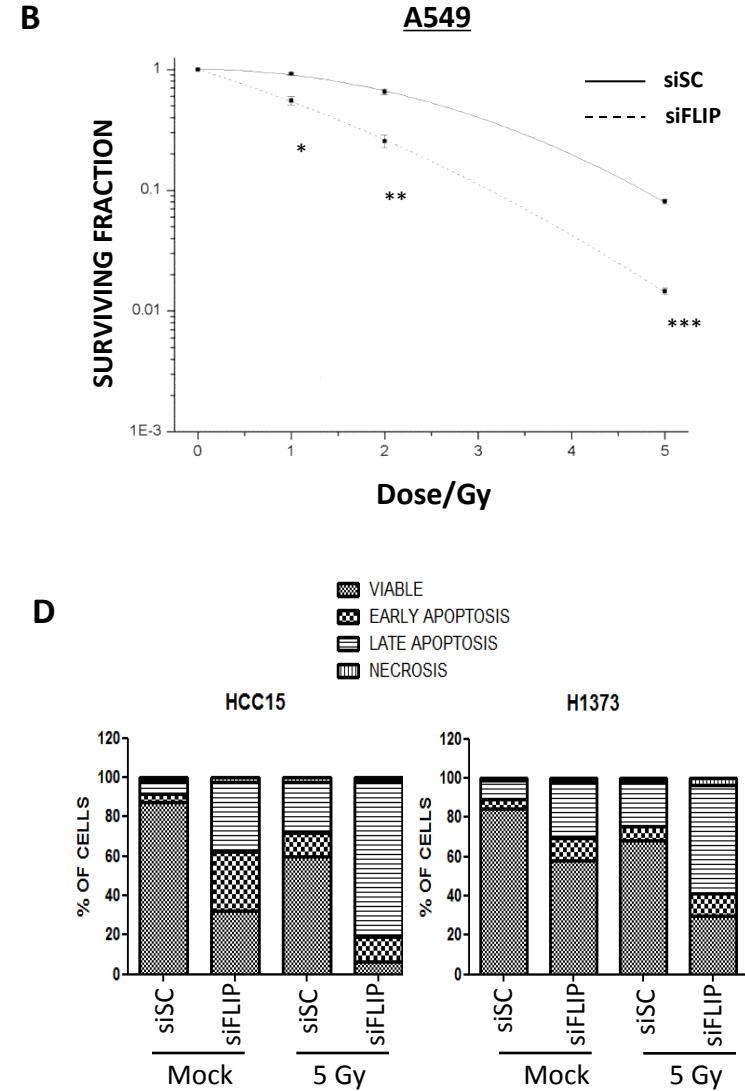 B
A549
siSC
siFLIP
SURVIVING FRACTION
1
0.1
0.01
1E-3
*
**
***
0 1 2 3 4 5
Dose/Gy
D
VIABLE
EARLY APOPTOSIS
LATE APOPTOSIS
NECROSIS
HCC15
% OF CELLS
120
100
80
60
40
20
0
siSC siFLIP siSC siFLIP
Mock 5 Gy
H1373
% OF CELLS
120
100
80
60
40
20
0
siSC siFLIP siSC siFLIP
Mock 5 Gy